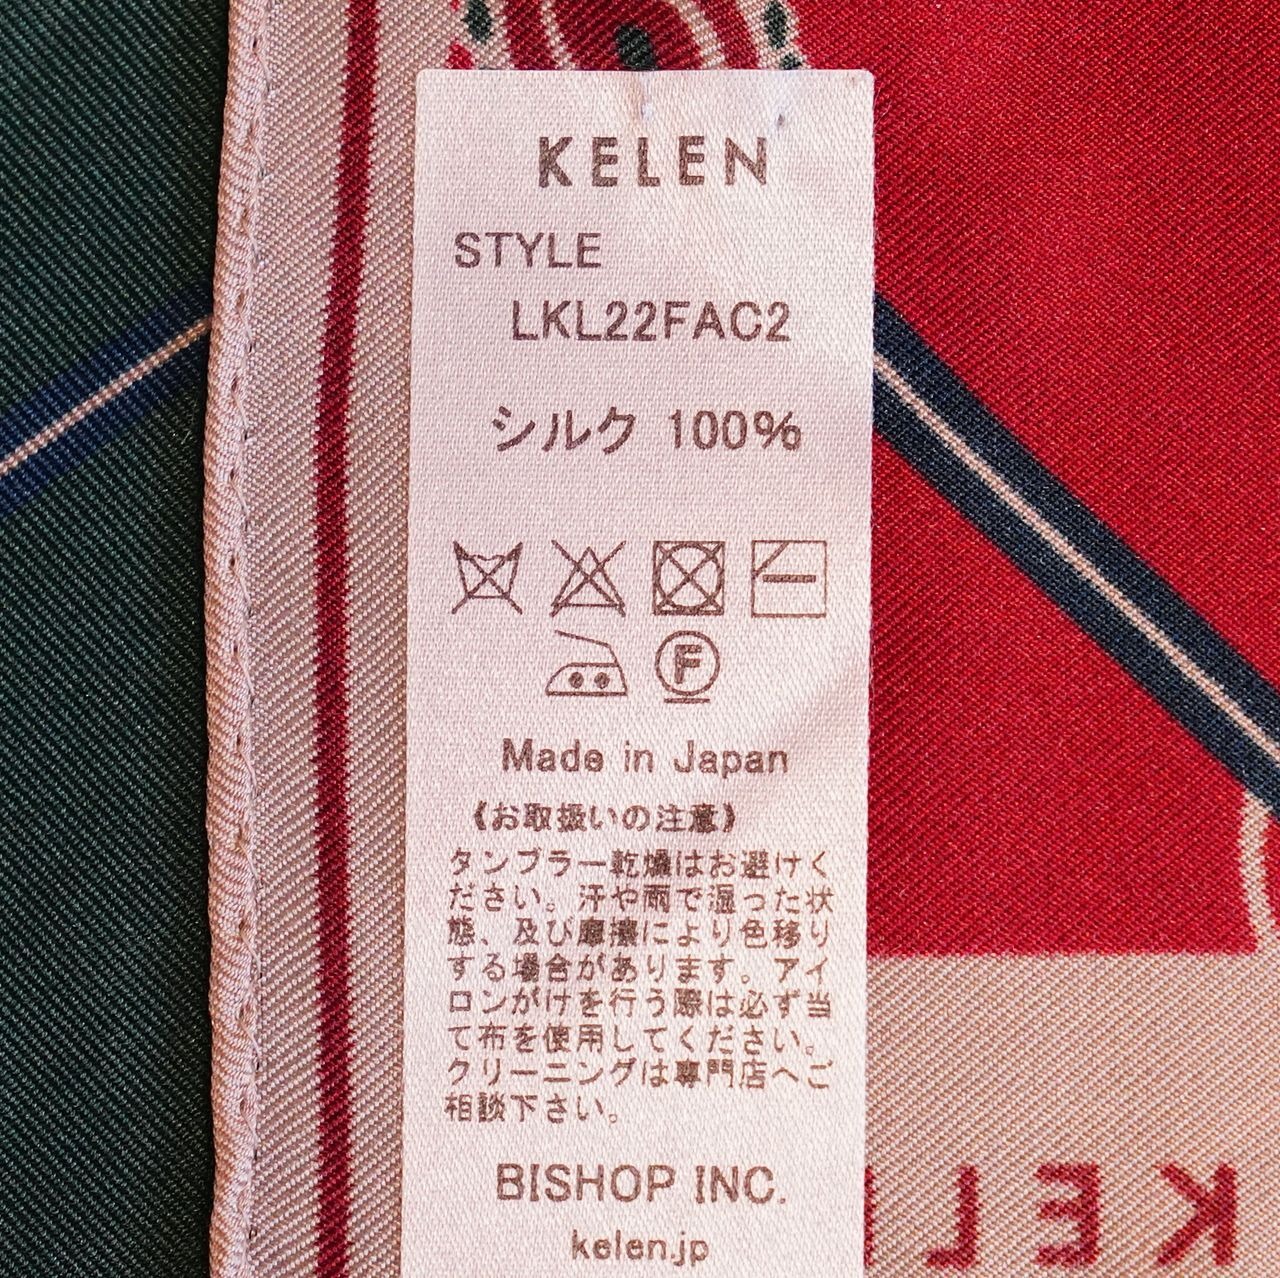 KELEN
STYLE
LKL22FAC2
シルク 100%
F
Made in Japan
《お取扱いの注意》
タンブラー乾燥はお避けく
ださい。汗や雨で湿った状
態、及び摩擦により色移り
する場合があります。アイ
ロンがけを行う際は必ず当
て布を使用してください。
クリーニングは専門店へご
相談下さい。
BISHOP INC.
kelen.jp
KEL